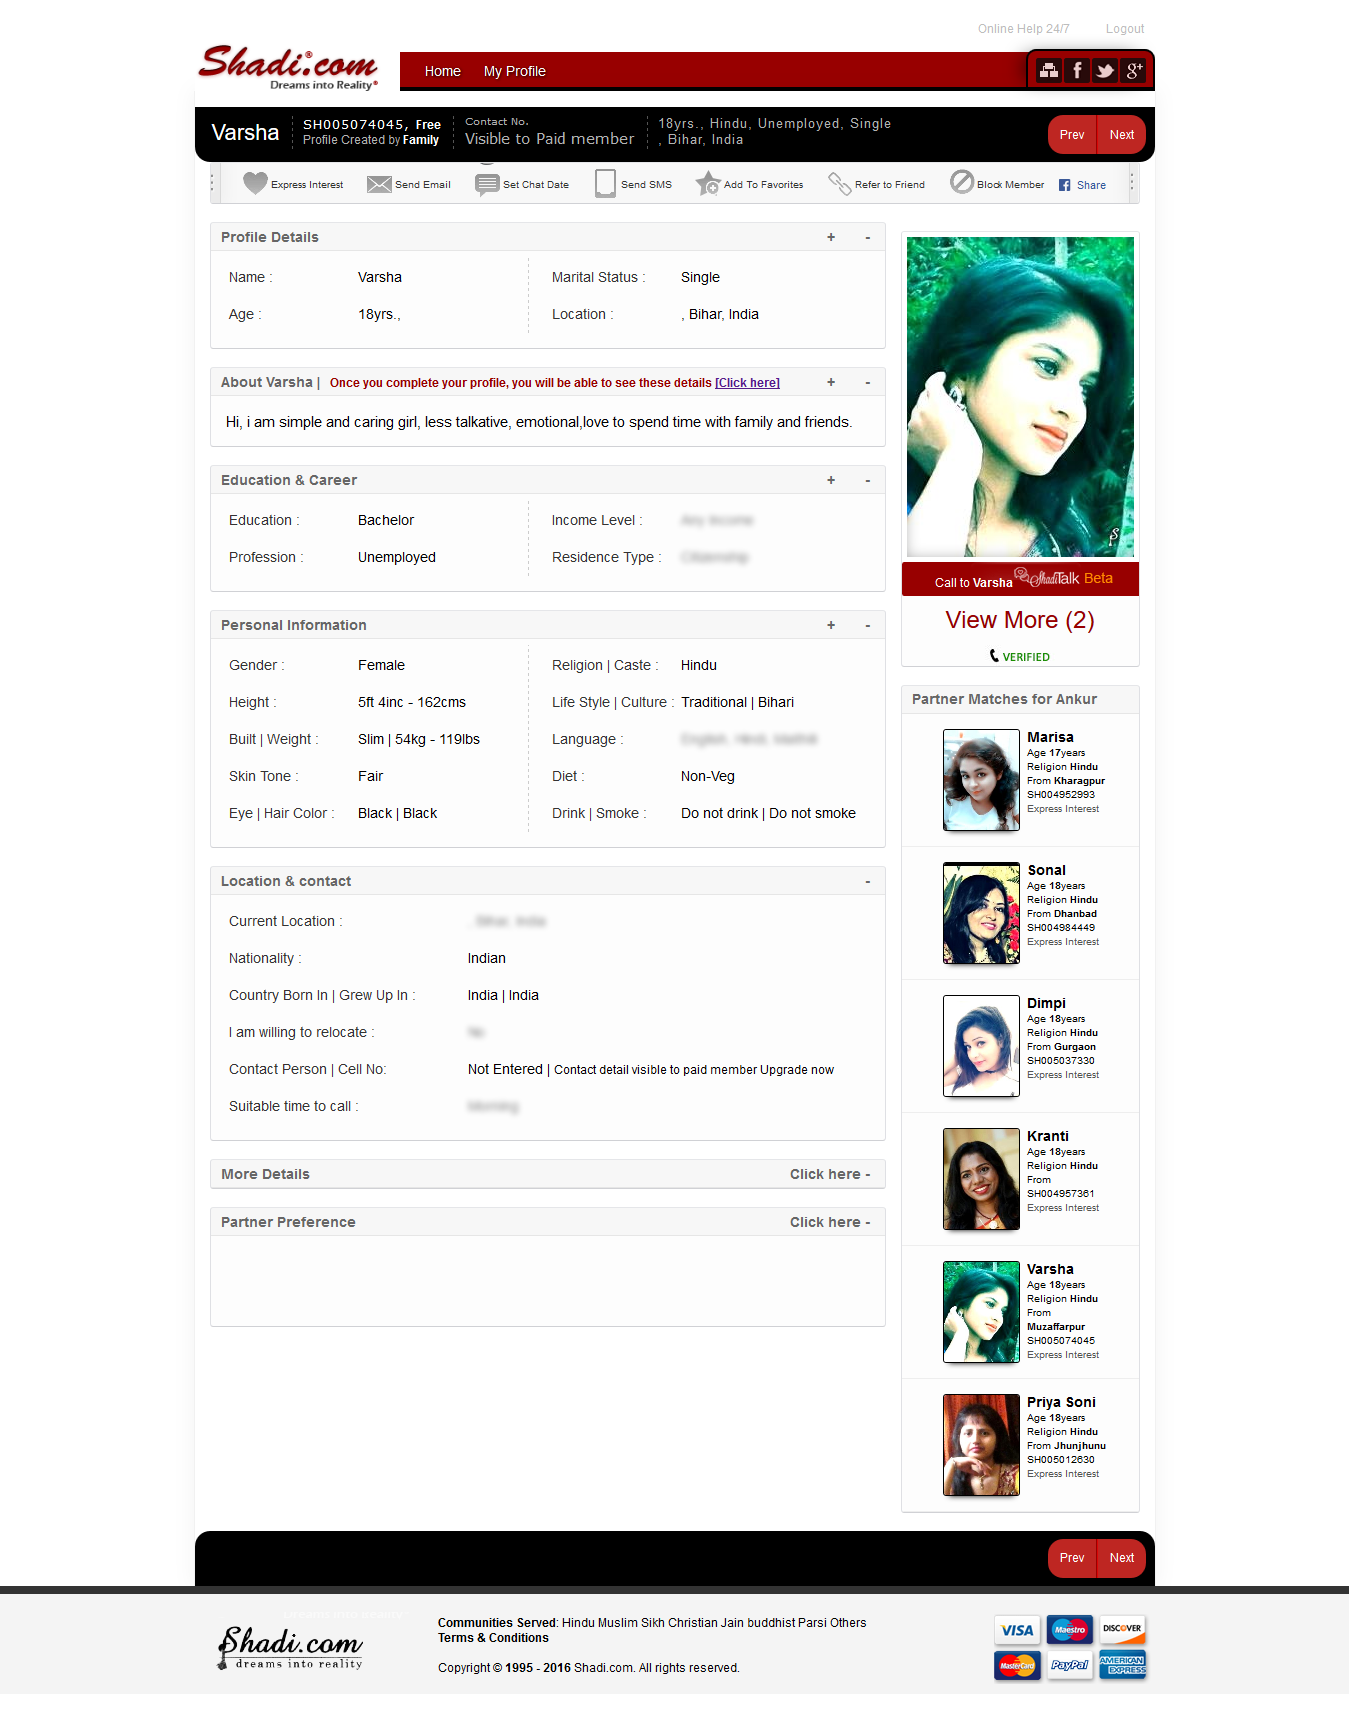 Online Help 24/7 Logout
Shadi.com
Dreams into Reality
Home My Profile
Varsha
SH005074045, Free
Profile Created by Family
Contact No.
Visible to Paid member
18yrs., Hindu, Unemployed, Single
, Bihar, India
Prev Next
Express Interest Send Email Set Chat Date Send SMS Add To Favorites Refer to Friend Block Member Share
Profile Details + -
Name : Varsha Marital Status : Single
Age : 18yrs., Location : , Bihar, India
About Varsha | Once you complete your profile, you will be able to see these details [Click here] + -
Hi, i am simple and caring girl, less talkative, emotional,love to spend time with family and friends.
Education & Career + -
Education : Bachelor Income Level :
Profession : Unemployed Residence Type :
Personal Information + -
Gender : Female Religion | Caste : Hindu
Height : 5ft 4inc - 162cms Life Style | Culture : Traditional | Bihari
Built | Weight : Slim | 54kg - 119lbs Language :
Skin Tone : Fair Diet : Non-Veg
Eye | Hair Color : Black | Black Drink | Smoke : Do not drink | Do not smoke
Location & contact -
Current Location :
Nationality : Indian
Country Born In | Grew Up In : India | India
I am willing to relocate :
Contact Person | Cell No: Not Entered | Contact detail visible to paid member Upgrade now
Suitable time to call :
More Details Click here -
Partner Preference Click here -
Call to Varsha ShadiTalk Beta
View More (2)
VERIFIED
Partner Matches for Ankur
Marisa
Age 17years
Religion Hindu
From Kharagpur
SH004952993
Express Interest
Sonal
Age 18years
Religion Hindu
From Dhanbad
SH004984449
Express Interest
Dimpi
Age 18years
Religion Hindu
From Gurgaon
SH005037330
Express Interest
Kranti
Age 18years
Religion Hindu
From
SH004957361
Express Interest
Varsha
Age 18years
Religion Hindu
From
Muzaffarpur
SH005074045
Express Interest
Priya Soni
Age 18years
Religion Hindu
From Jhunjhunu
SH005012630
Express Interest
Prev Next
Shadi.com
dreams into reality
Communities Served: Hindu Muslim Sikh Christian Jain buddhist Parsi Others
Terms & Conditions
Copyright © 1995 - 2016 Shadi.com. All rights reserved.
VISA Maestro DISCOVER
MasterCard PayPal AMERICAN EXPRESS